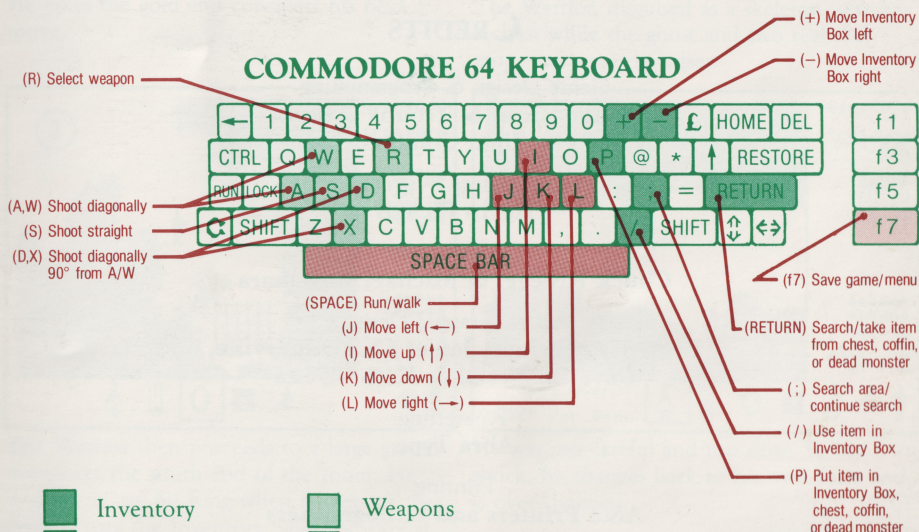 CREDITS
COMMODORE 64 KEYBOARD
(+) Move Inventory
Box left
(−) Move Inventory
Box right
(R) Select weapon
← 1 2 3 4 5 6 7 8 9 0 + − £ HOME DEL
f 1
CTRL Q W E R T Y U I O P @ * ↑ RESTORE
f 3
RUN LOCK A S D F G H J K L : ; = RETURN
f 5
C SHIFT Z X C V B N M , . / SHIFT ⇧⇩ ⇔
f 7
SPACE BAR
(A,W) Shoot diagonally
(S) Shoot straight
(D,X) Shoot diagonally
90° from A/W
(SPACE) Run/walk
(J) Move left (←)
(I) Move up (↑)
(K) Move down (↓)
(L) Move right (→)
(f7) Save game/menu
(RETURN) Search/take item
from chest, coffin,
or dead monster
(;) Search area/
continue search
(/) Use item in
Inventory Box
(P) Put item in
Inventory Box,
chest, coffin,
or dead monster
Inventory
Weapons